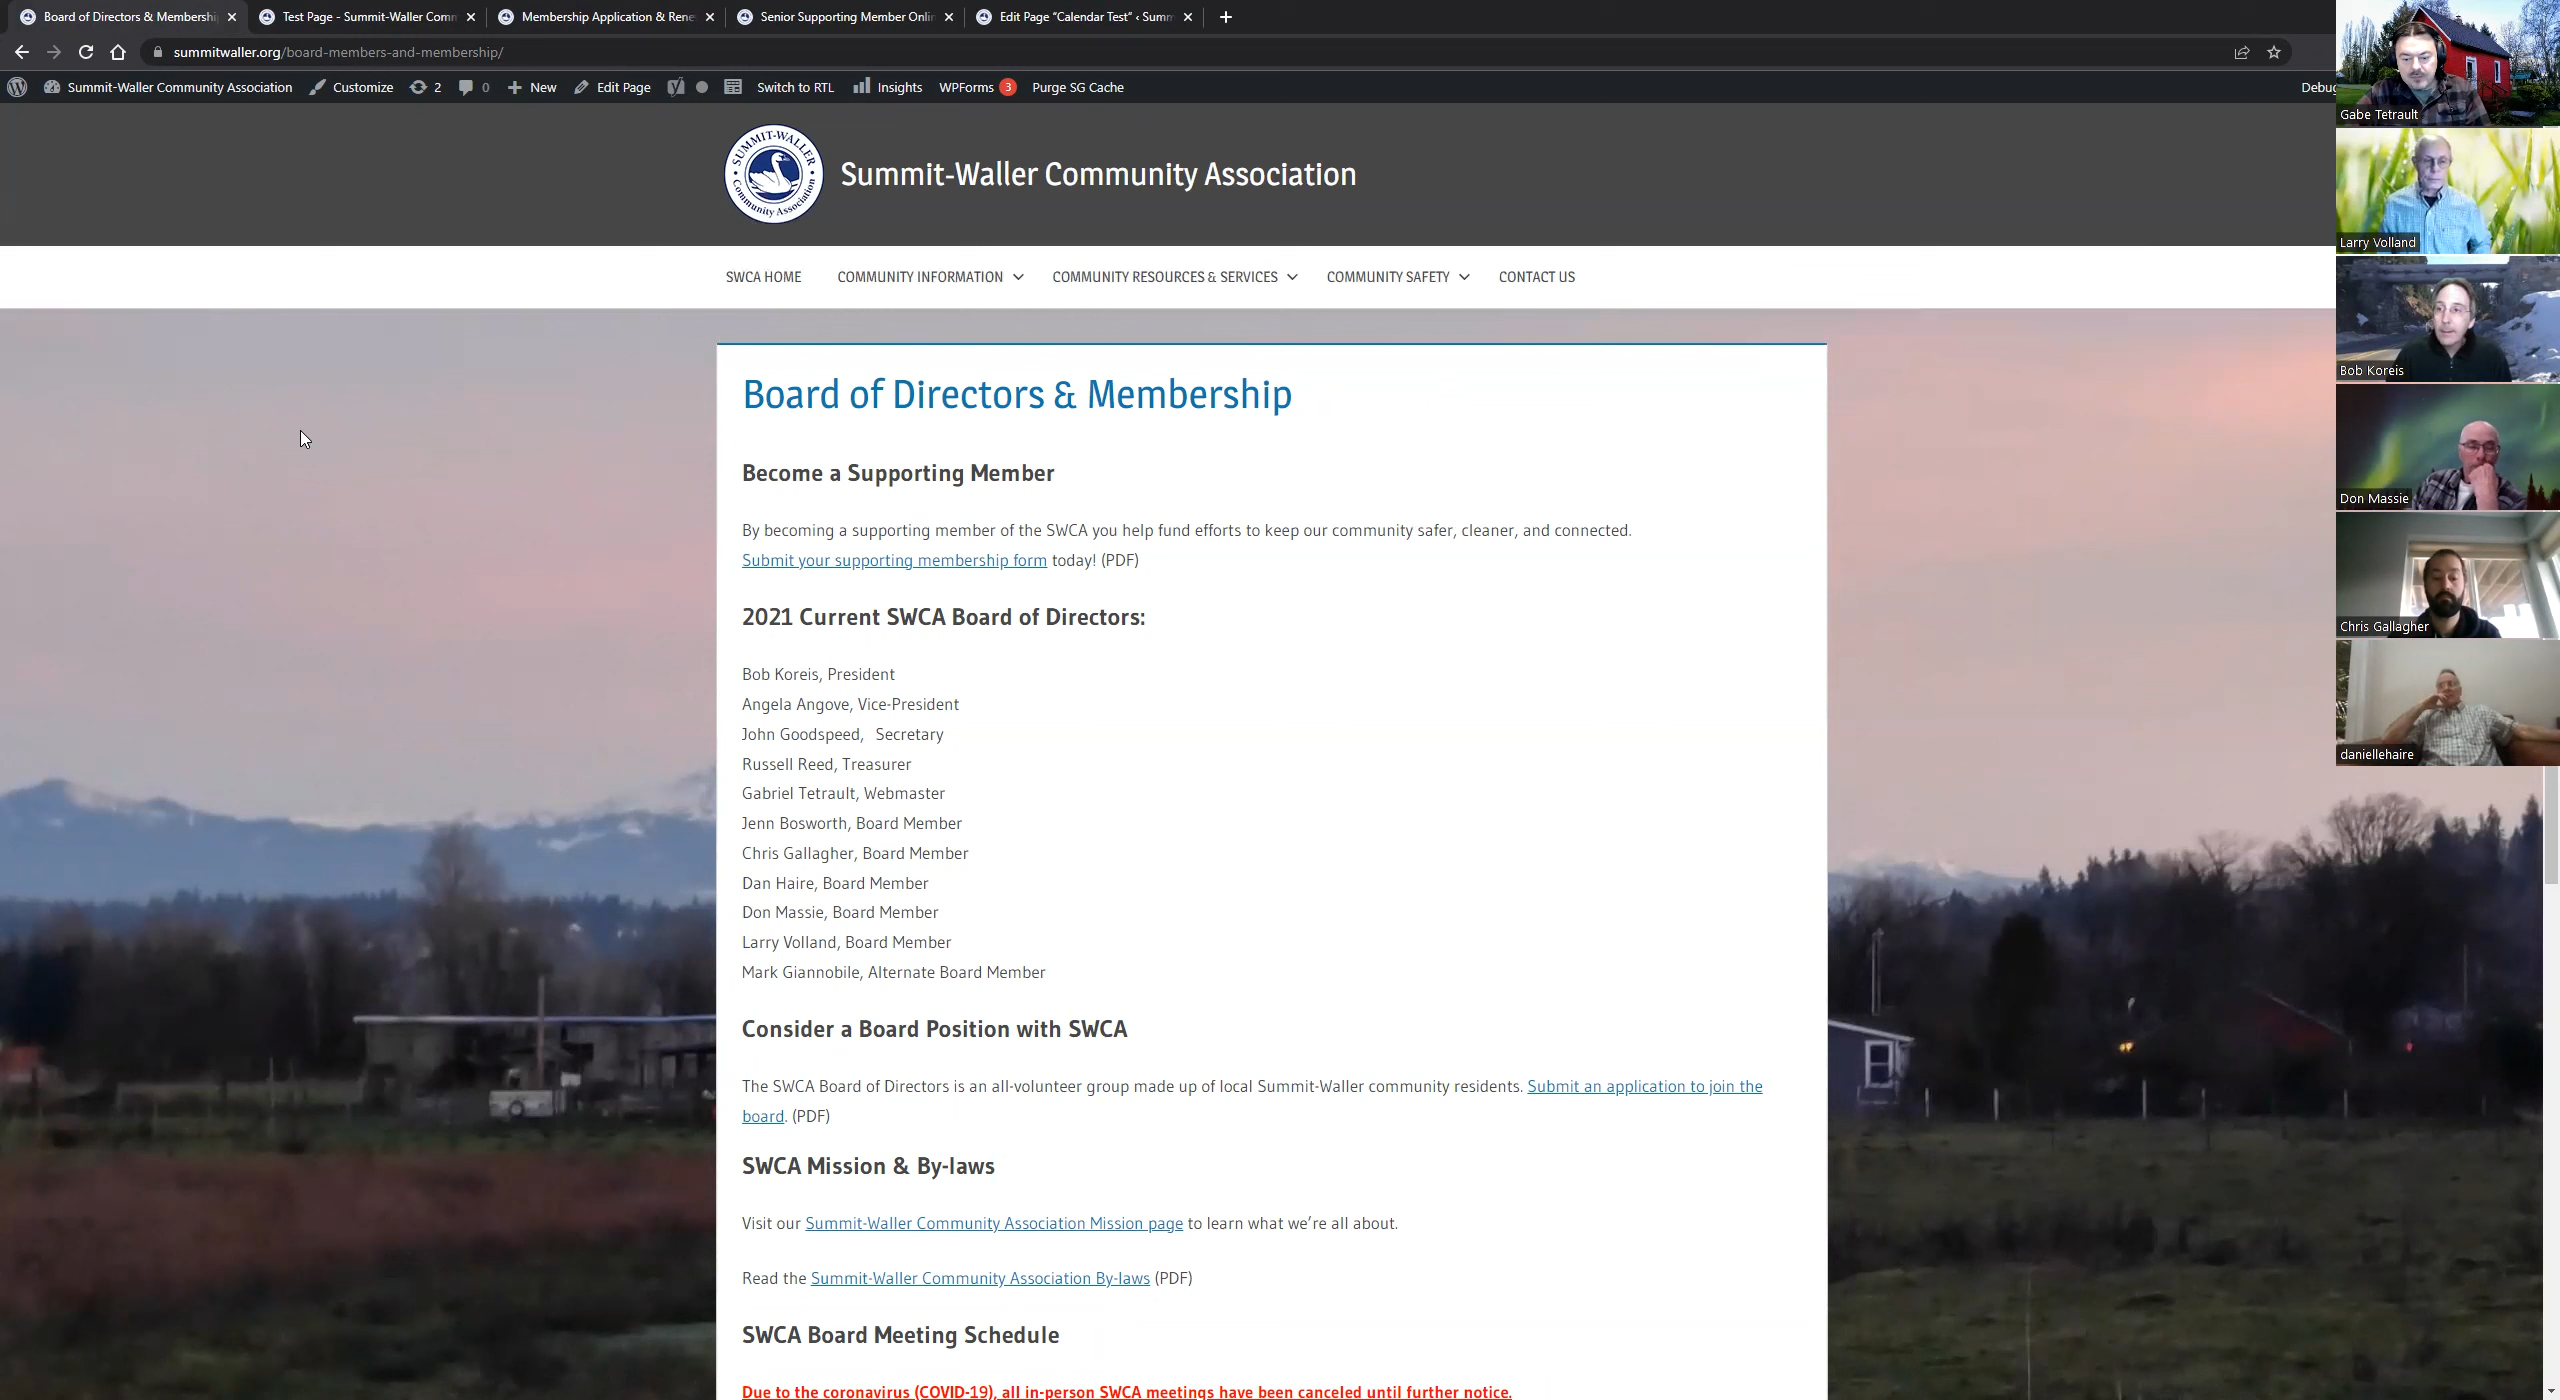 Board of Directors & Membershi
Test Page - Summit-Waller Com
Membership Application & Rene
Senior Supporting Member Onli
Edit Page “Calendar Test” ‹ Sum
summitwaller.org/board-members-and-membership/
Summit-Waller Community Association
Customize
2
0
New
Edit Page
Switch to RTL
Insights
WPForms 3
Purge SG Cache
Debug
SUMMIT-WALLER
Community Association
Summit-Waller Community Association
SWCA HOME
COMMUNITY INFORMATION
COMMUNITY RESOURCES & SERVICES
COMMUNITY SAFETY
CONTACT US
Board of Directors & Membership
Become a Supporting Member
By becoming a supporting member of the SWCA you help fund efforts to keep our community safer, cleaner, and connected.
Submit your supporting membership form today! (PDF)
2021 Current SWCA Board of Directors:
Bob Koreis, President
Angela Angove, Vice-President
John Goodspeed, Secretary
Russell Reed, Treasurer
Gabriel Tetrault, Webmaster
Jenn Bosworth, Board Member
Chris Gallagher, Board Member
Dan Haire, Board Member
Don Massie, Board Member
Larry Volland, Board Member
Mark Giannobile, Alternate Board Member
Consider a Board Position with SWCA
The SWCA Board of Directors is an all-volunteer group made up of local Summit-Waller community residents. Submit an application to join the
board. (PDF)
SWCA Mission & By-laws
Visit our Summit-Waller Community Association Mission page to learn what we’re all about.
Read the Summit-Waller Community Association By-laws (PDF)
SWCA Board Meeting Schedule
Due to the coronavirus (COVID-19), all in-person SWCA meetings have been canceled until further notice.
Gabe Tetrault
Larry Volland
Bob Koreis
Don Massie
Chris Gallagher
daniellehaire